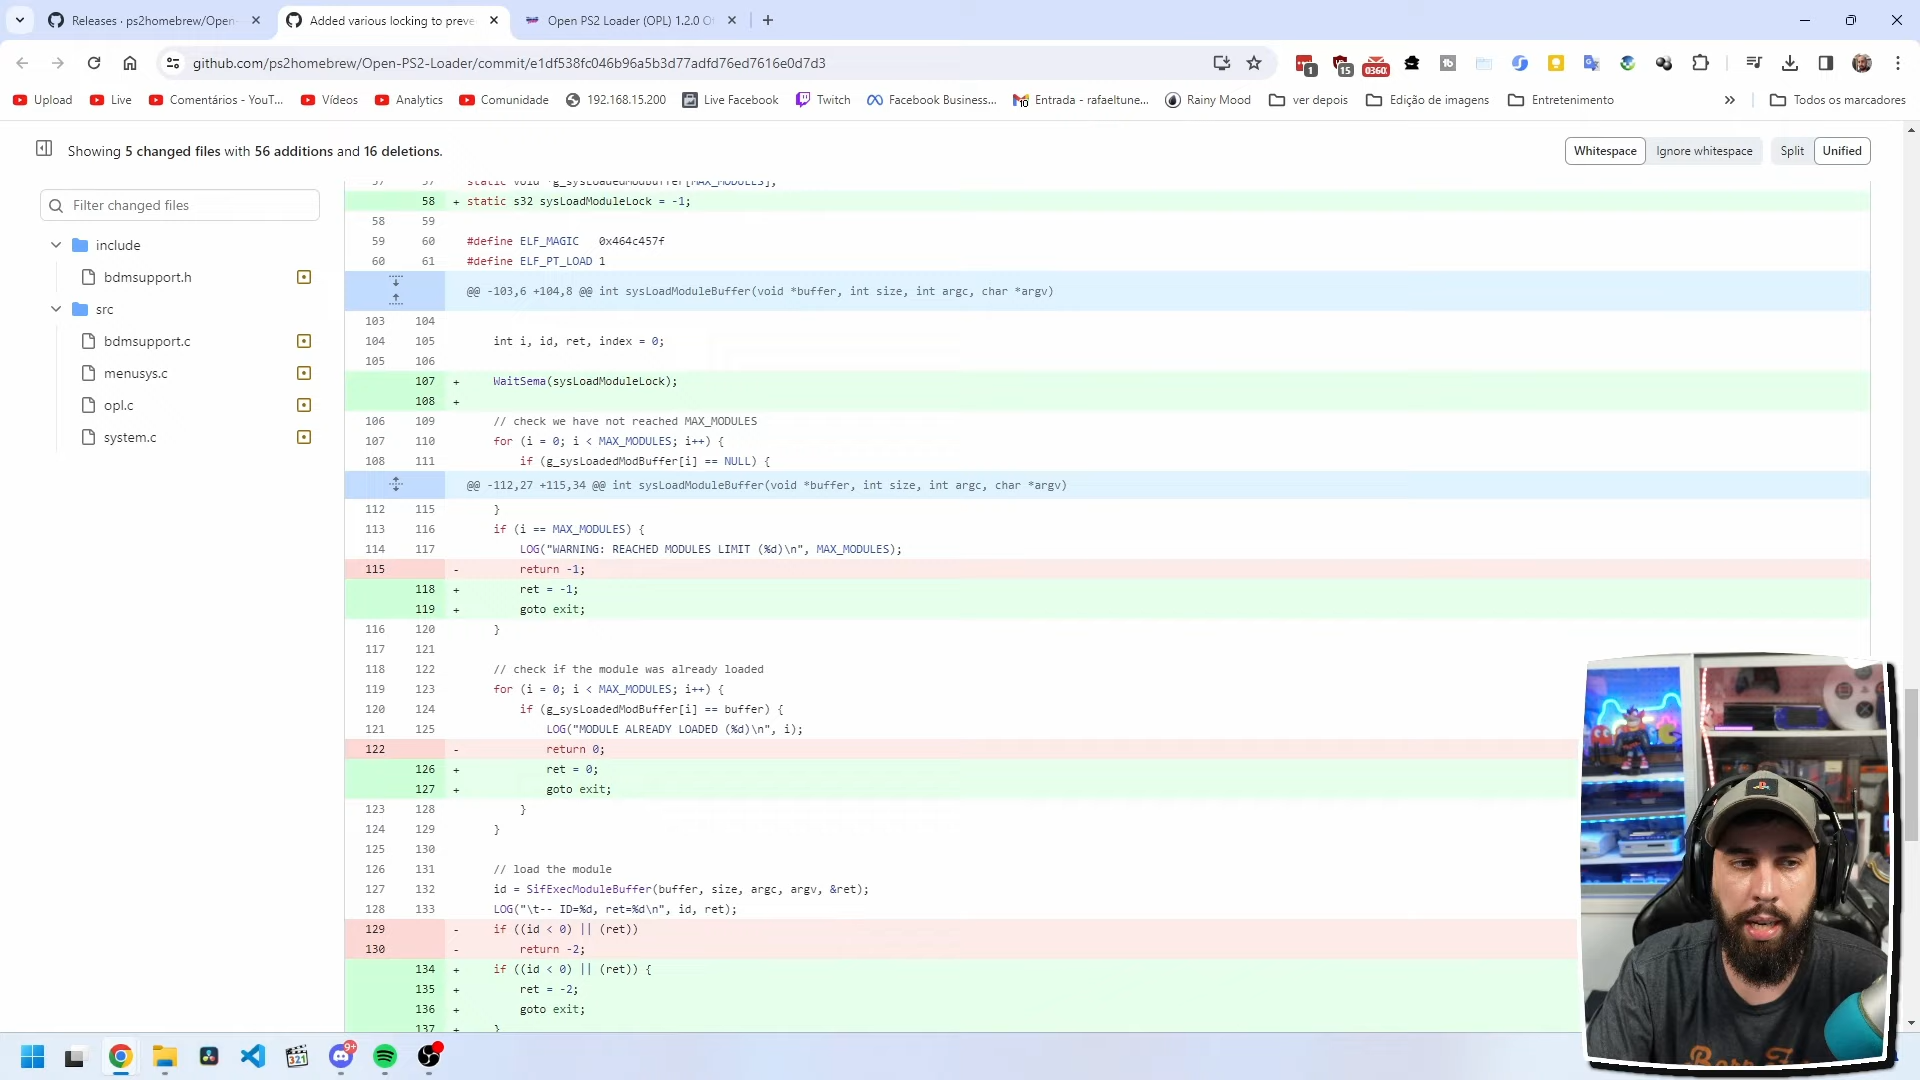 Releases · ps2homebrew/Open-
Added various locking to preve
Open PS2 Loader (OPL) 1.2.0 O
github.com/ps2homebrew/Open-PS2-Loader/commit/e1df538fc046b96a5b3d77adfd76ed7616e0d7d3
1
15
0360
Upload
Live
Comentários - YouT...
Vídeos
Analytics
Comunidade
192.168.15.200
Live Facebook
Twitch
Facebook Business...
10
Entrada - rafaeltune...
Rainy Mood
ver depois
Edição de imagens
Entretenimento
»
Todos os marcadores
Showing 5 changed files with 56 additions and 16 deletions.
Whitespace
Ignore whitespace
Split
Unified
Filter changed files
include
bdmsupport.h
src
bdmsupport.c
menusys.c
opl.c
system.c
57 57 static void *g_sysLoadedModBuffer[MAX_MODULES];
58 + static s32 sysLoadModuleLock = -1;
58 59
59 60 #define ELF_MAGIC 0x464c457f
60 61 #define ELF_PT_LOAD 1
@@ -103,6 +104,8 @@ int sysLoadModuleBuffer(void *buffer, int size, int argc, char *argv)
103 104
104 105 int i, id, ret, index = 0;
105 106
107 + WaitSema(sysLoadModuleLock);
108 +
106 109 // check we have not reached MAX_MODULES
107 110 for (i = 0; i < MAX_MODULES; i++) {
108 111 if (g_sysLoadedModBuffer[i] == NULL) {
@@ -112,27 +115,34 @@ int sysLoadModuleBuffer(void *buffer, int size, int argc, char *argv)
112 115 }
113 116 if (i == MAX_MODULES) {
114 117 LOG("WARNING: REACHED MODULES LIMIT (%d)\n", MAX_MODULES);
115 - return -1;
118 + ret = -1;
119 + goto exit;
116 120 }
117 121
118 122 // check if the module was already loaded
119 123 for (i = 0; i < MAX_MODULES; i++) {
120 124 if (g_sysLoadedModBuffer[i] == buffer) {
121 125 LOG("MODULE ALREADY LOADED (%d)\n", i);
122 - return 0;
126 + ret = 0;
127 + goto exit;
123 128 }
124 129 }
125 130
126 131 // load the module
127 132 id = SifExecModuleBuffer(buffer, size, argc, argv, &ret);
128 133 LOG("\t-- ID=%d, ret=%d\n", id, ret);
129 - if ((id < 0) || (ret))
130 - return -2;
134 + if ((id < 0) || (ret)) {
135 + ret = -2;
136 + goto exit;
137 + }
321
9+